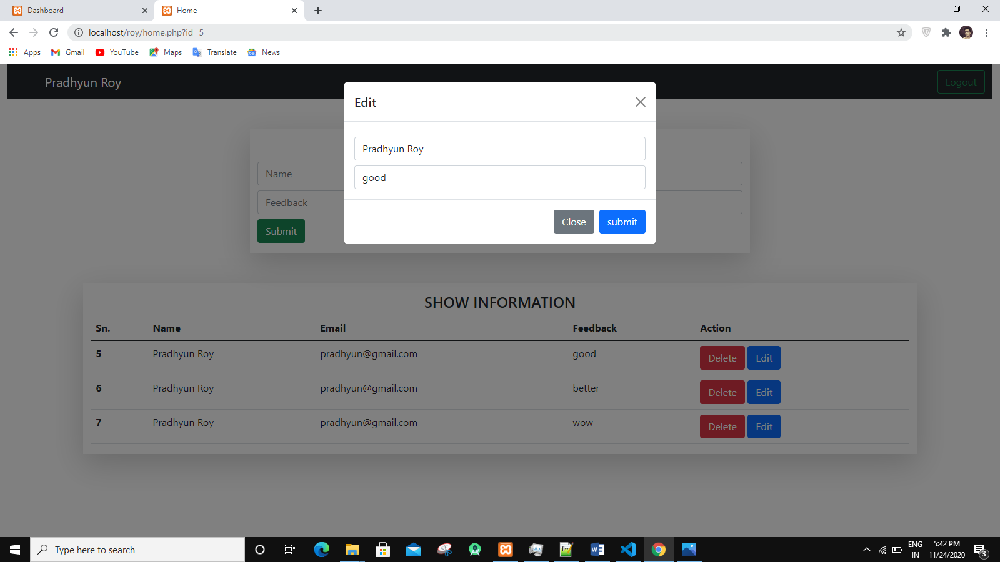 Dashboard
Home
localhost/roy/home.php?id=5
Apps
Gmail
YouTube
Maps
Translate
News
Pradhyun Roy
Logout
Edit
Pradhyun Roy
good
Close
submit
Name
Feedback
Submit
SHOW INFORMATION
Sn. Name Email Feedback Action
5 Pradhyun Roy pradhyun@gmail.com good Delete Edit
6 Pradhyun Roy pradhyun@gmail.com better Delete Edit
7 Pradhyun Roy pradhyun@gmail.com wow Delete Edit
Type here to search
ENG
IN
5:42 PM
11/24/2020
3